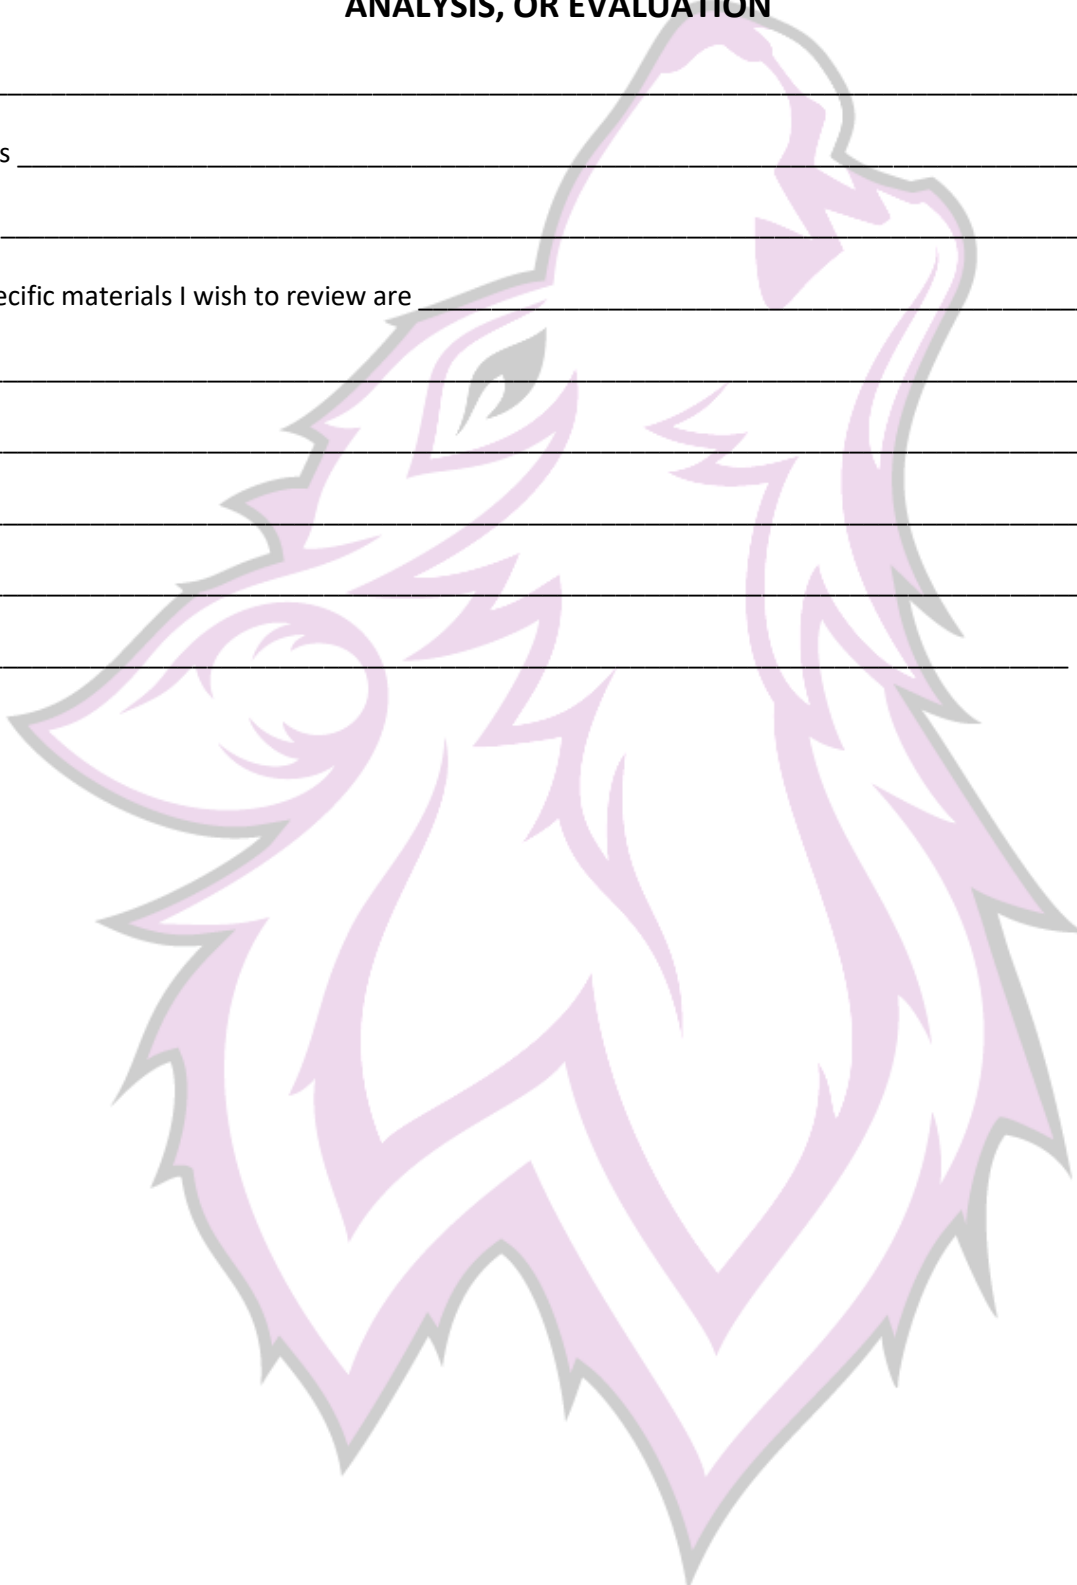 ANALYSIS, OR EVALUATION
s
ecific materials I wish to review are